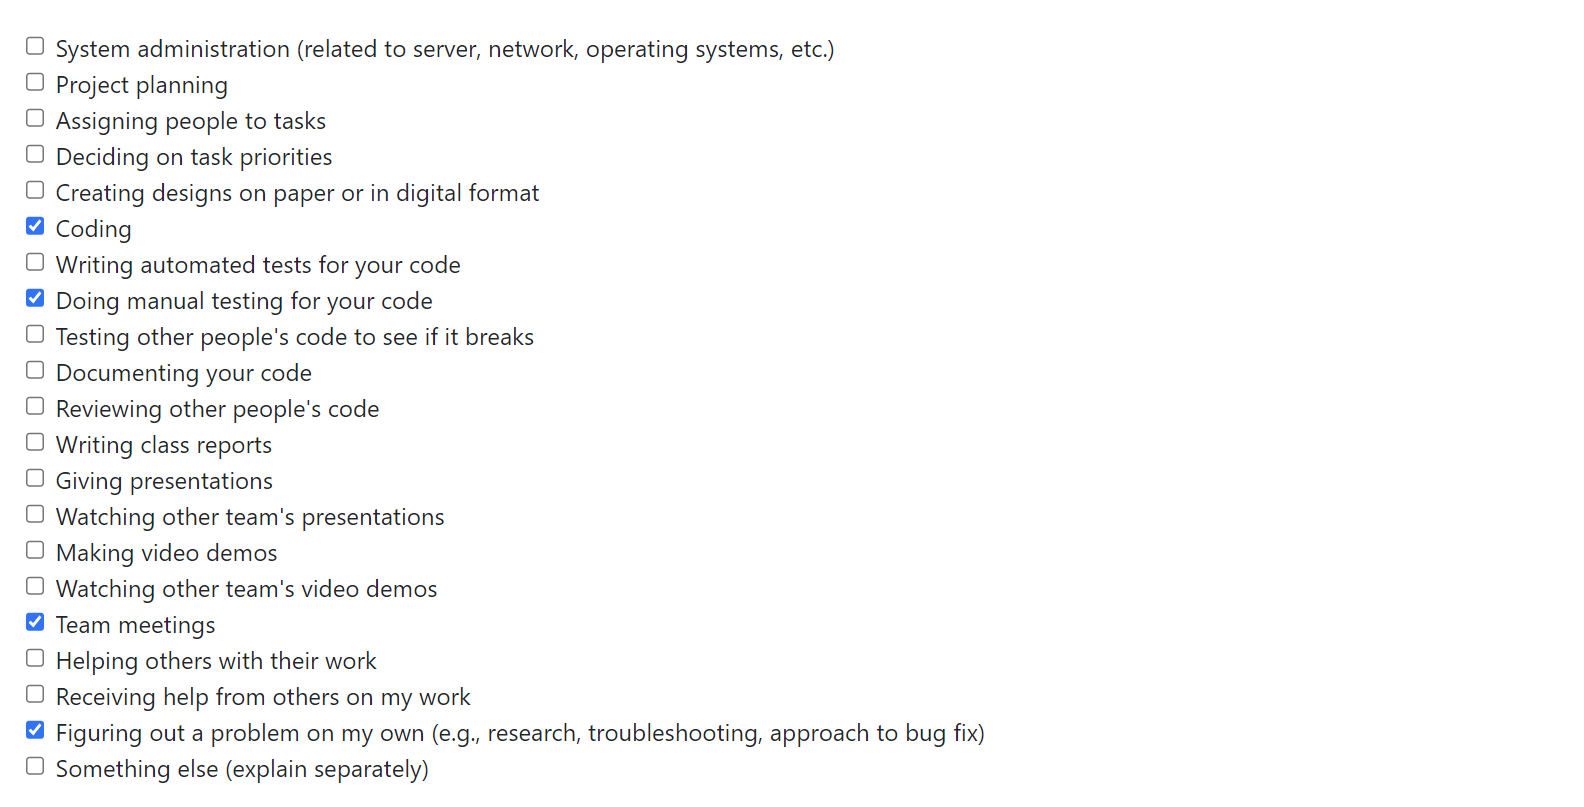 System administration (related to server, network, operating systems, etc.)
Project planning
Assigning people to tasks
Deciding on task priorities
Creating designs on paper or in digital format
Coding
Writing automated tests for your code
Doing manual testing for your code
Testing other people's code to see if it breaks
Documenting your code
Reviewing other people's code
Writing class reports
Giving presentations
Watching other team's presentations
Making video demos
Watching other team's video demos
Team meetings
Helping others with their work
Receiving help from others on my work
Figuring out a problem on my own (e.g., research, troubleshooting, approach to bug fix)
Something else (explain separately)